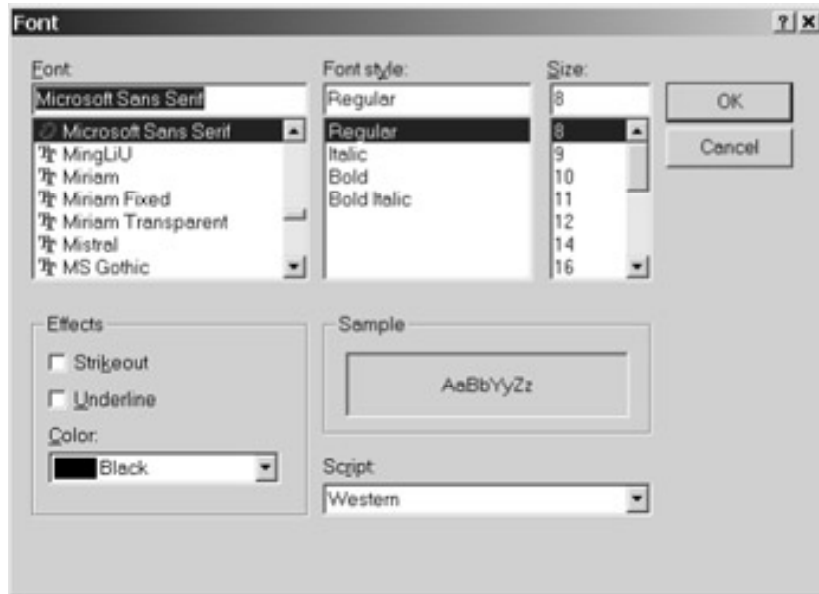 Font
Font:
Microsoft Sans Serif
Microsoft Sans Serif
MingLiU
Miriam
Miriam Fixed
Miriam Transparent
Mistral
MS Gothic
Font style:
Regular
Regular
Italic
Bold
Bold Italic
Size:
8
8
9
10
11
12
14
16
OK
Cancel
Effects
Strikeout
Underline
Color:
Black
Sample
AaBbYyZz
Script:
Western